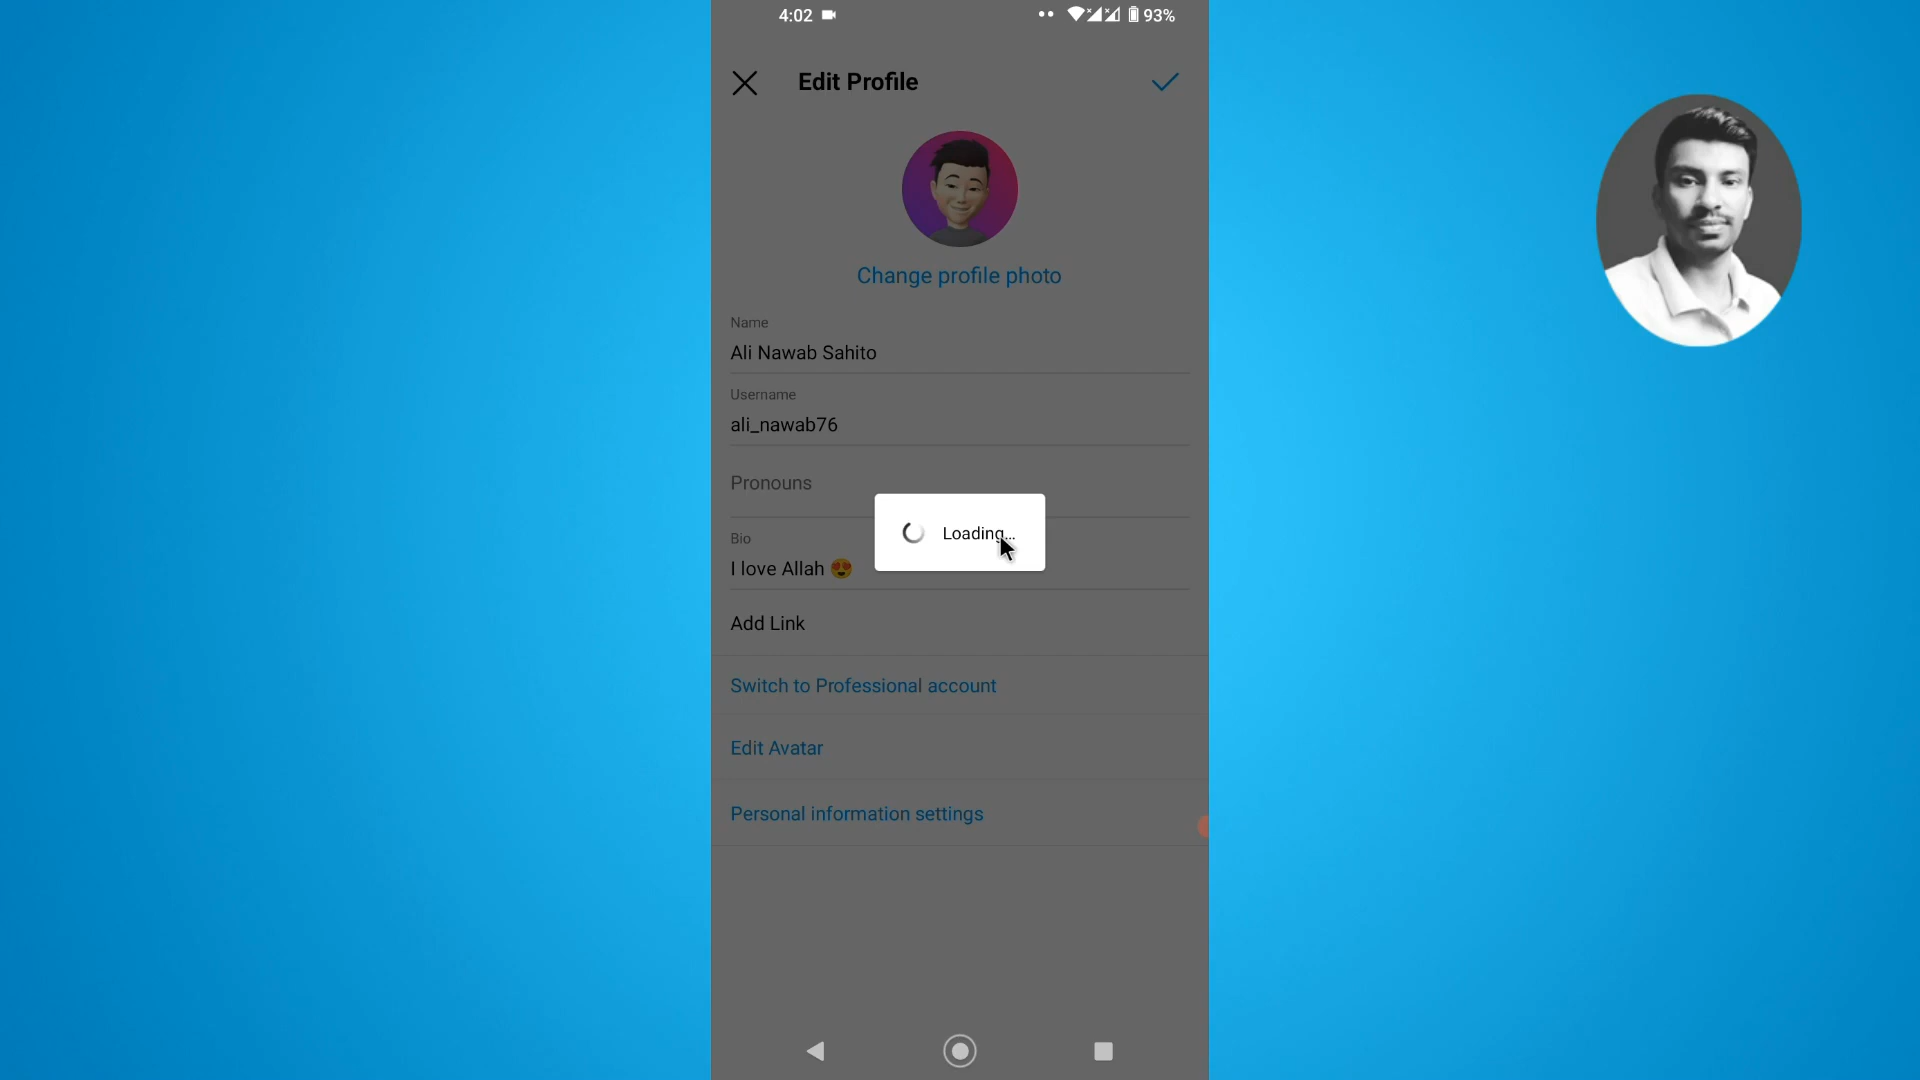 4:02 93%
Edit Profile
Change profile photo
Name
Ali Nawab Sahito
Username
ali_nawab76
Pronouns
Loading...
Bio
I love Allah 😍
Add Link
Switch to Professional account
Edit Avatar
Personal information settings